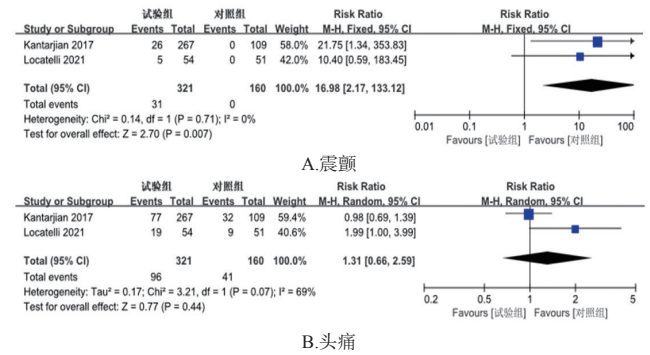 试验组 对照组 Risk Ratio Risk Ratio
Study or Subgroup Events Total Events Total Weight M-H, Fixed, 95% CI M-H, Fixed, 95% CI
Kantarjian 2017 26 267 0 109 58.0% 21.75 [1.34, 353.83]
Locatelli 2021 5 54 0 51 42.0% 10.40 [0.59, 183.45]
Total (95% CI) 321 160 100.0% 16.98 [2.17, 133.12]
Total events 31 0
Heterogeneity: Chi² = 0.14, df = 1 (P = 0.71); I² = 0%
Test for overall effect: Z = 2.70 (P = 0.007)
0.01 0.1 1 10 100
Favours [试验组] Favours [对照组]
A.震颤
试验组 对照组 Risk Ratio Risk Ratio
Study or Subgroup Events Total Events Total Weight M-H, Random, 95% CI M-H, Random, 95% CI
Kantarjian 2017 77 267 32 109 59.4% 0.98 [0.69, 1.39]
Locatelli 2021 19 54 9 51 40.6% 1.99 [1.00, 3.99]
Total (95% CI) 321 160 100.0% 1.31 [0.66, 2.59]
Total events 96 41
Heterogeneity: Tau² = 0.17; Chi² = 3.21, df = 1 (P = 0.07); I² = 69%
Test for overall effect: Z = 0.77 (P = 0.44)
0.2 0.5 1 2 5
Favours [试验组] Favours [对照组]
B.头痛